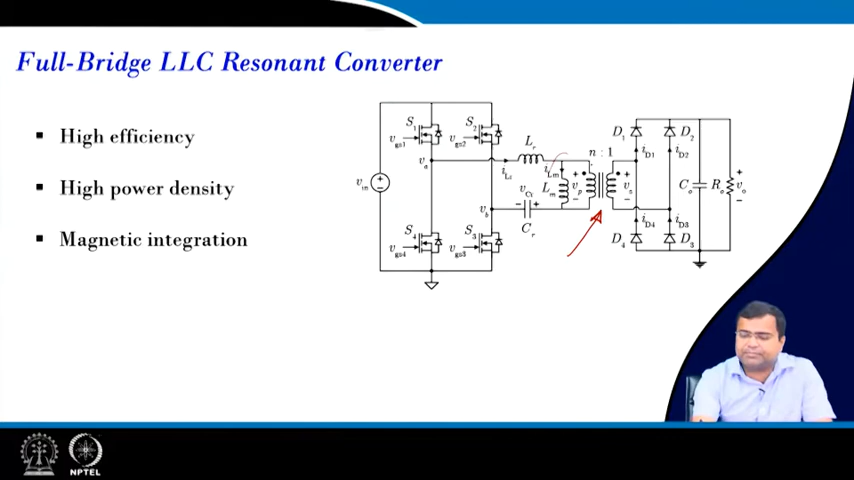 Full-Bridge LLC Resonant Converter
High efficiency
High power density
Magnetic integration
S1
S2
vgs1
vgs2
va
vin
Lr
iLr
iLm
n : 1
Lm
vp
vs
vCr
vb
Cr
D1
D2
iD1
iD2
Co
Ro
vo
S4
S3
vgs4
vgs3
iD4
iD3
D4
D3
NPTEL